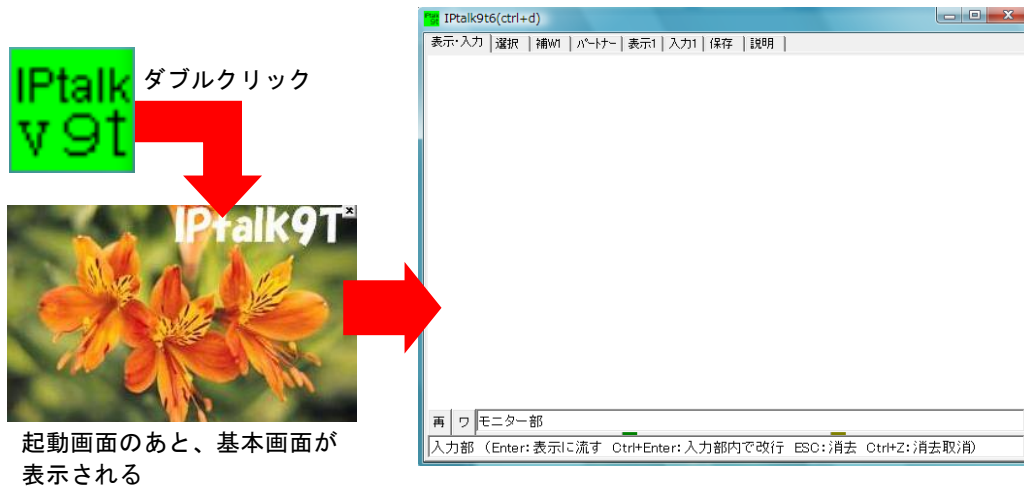 IPtalk
v 9t
ダブルクリック
IPtalk9T
起動画面のあと、基本画面が
表示される
IPtalk9t6(ctrl+d)
表示・入力 選択 補W1 パートナー 表示1 入力1 保存 説明
再 ワ モニター部
入力部 （Enter:表示に流す Ctrl+Enter:入力部内で改行 ESC:消去 Ctrl+Z:消去取消)